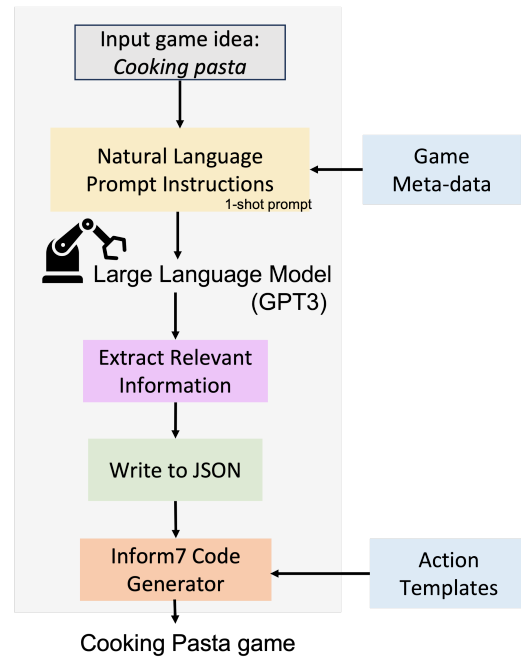 Input game idea:
Cooking pasta
Natural Language
Prompt Instructions
1-shot prompt
Game
Meta-data
Large Language Model
(GPT3)
Extract Relevant
Information
Write to JSON
Inform7 Code
Generator
Action
Templates
Cooking Pasta game